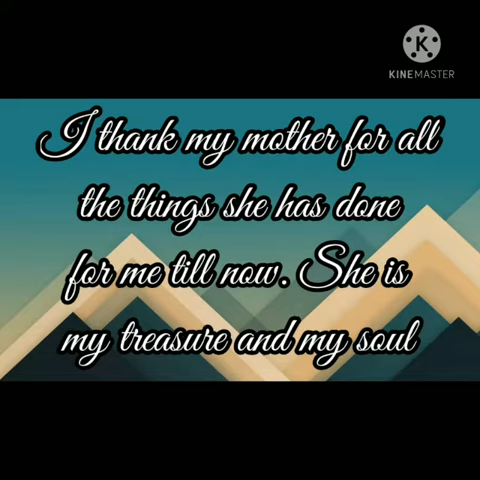 K
KINEMASTER
I thank my mother for all
the things she has done
for me till now. She is
my treasure and my soul